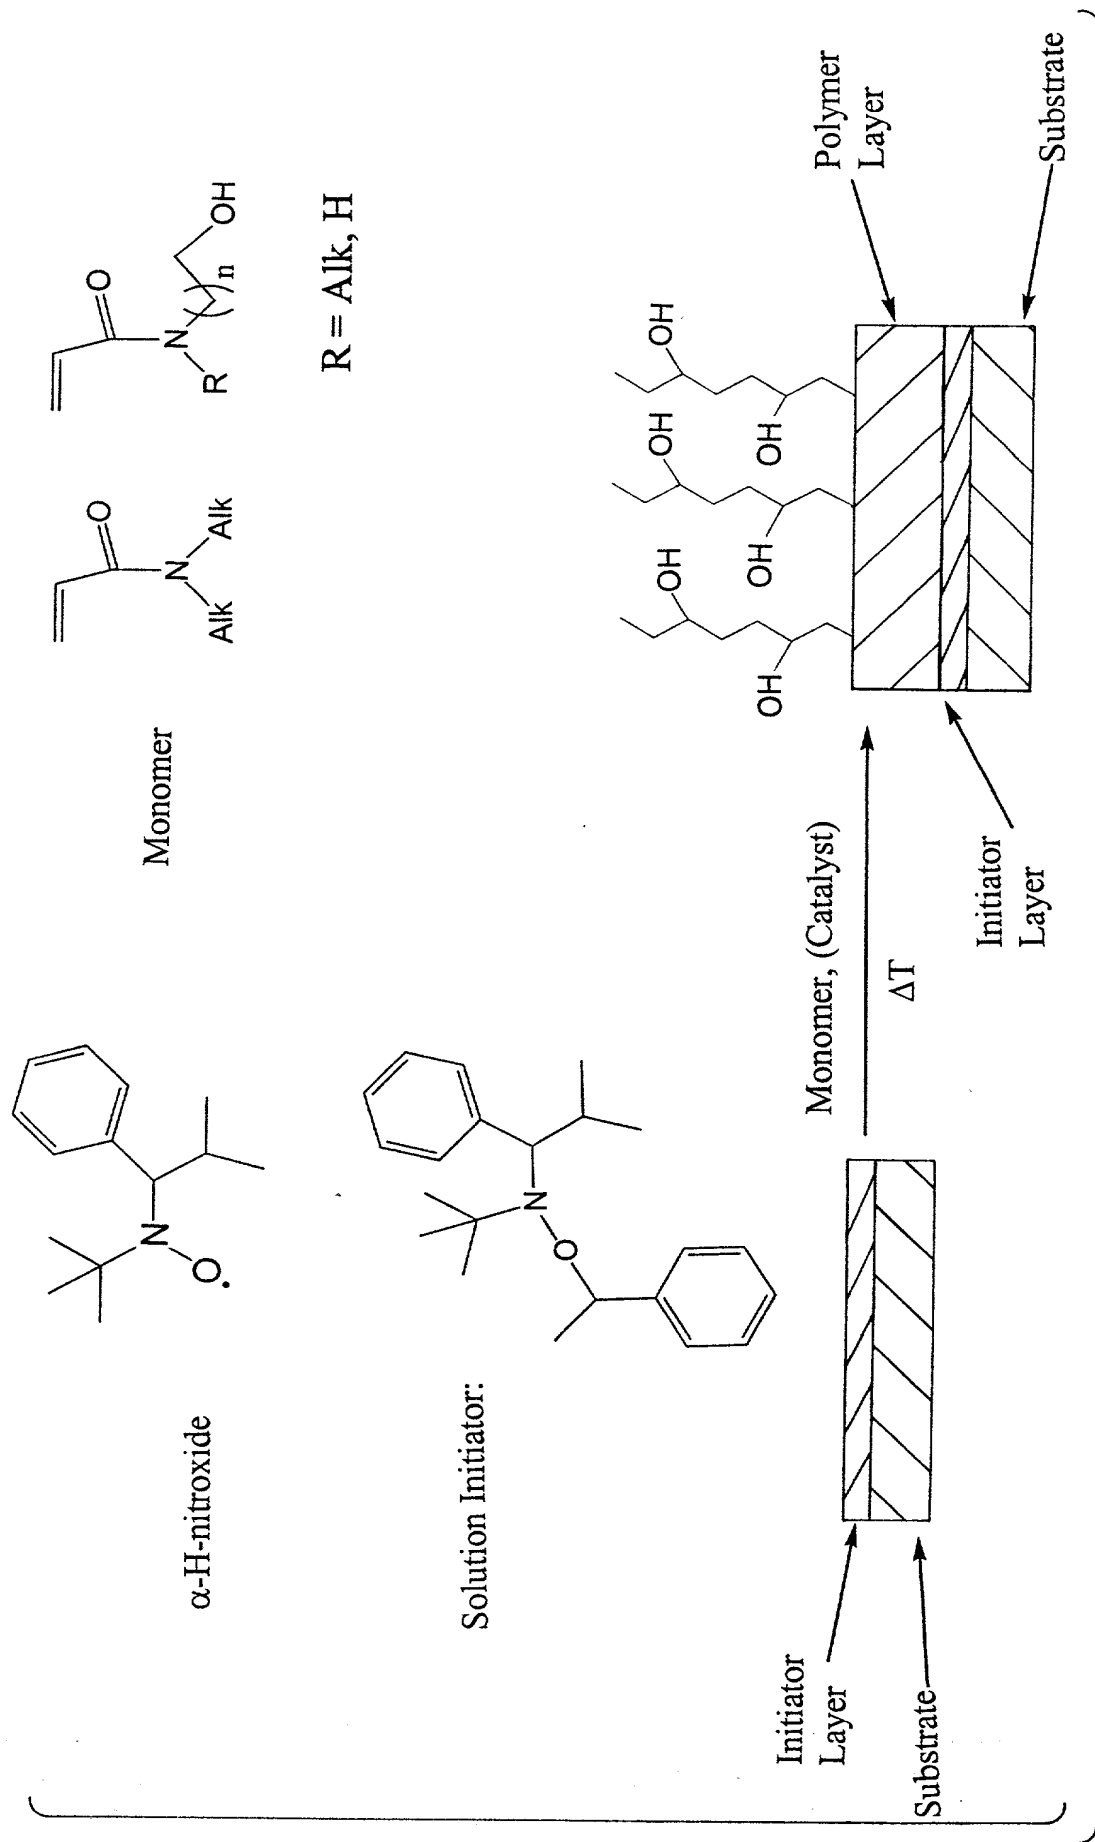 α-H-nitroxide
N
O.
Monomer
O
N
Alk
Alk
O
N
R
( )n
OH
R = Alk, H
Solution Initiator:
N
O
OH
OH
OH
OH
OH
OH
Initiator
Layer
Substrate
Monomer, (Catalyst)
ΔT
Initiator
Layer
Polymer
Layer
Substrate